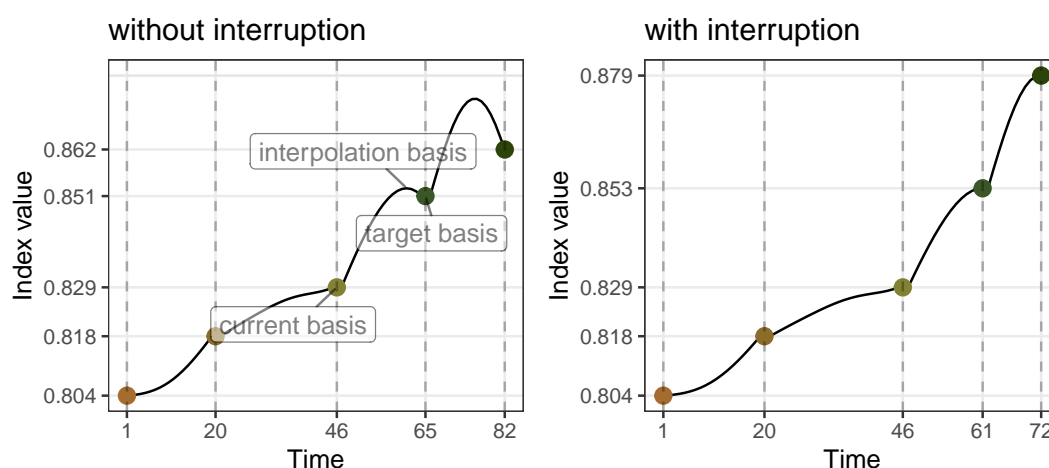 without interruption
Index value
0.862
0.851
0.829
0.818
0.804
interpolation basis
target basis
current basis
1 20 46 65 82
Time
with interruption
Index value
0.879
0.853
0.829
0.818
0.804
1 20 46 61 72
Time